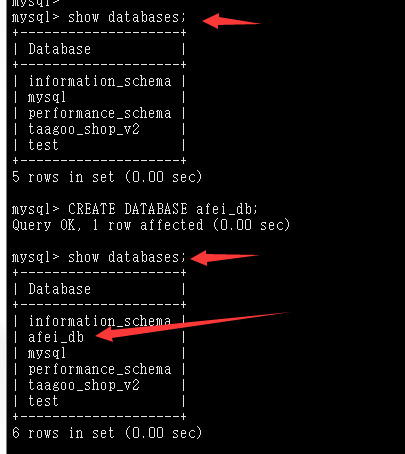 mysql>
mysql> show databases;
+--------------------+
| Database           |
+--------------------+
| information_schema |
| mysql              |
| performance_schema |
| taagoo_shop_v2     |
| test               |
+--------------------+
5 rows in set (0.00 sec)
mysql> CREATE DATABASE afei_db;
Query OK, 1 row affected (0.00 sec)
mysql> show databases;
+--------------------+
| Database           |
+--------------------+
| information_schema |
| afei_db            |
| mysql              |
| performance_schema |
| taagoo_shop_v2     |
| test               |
+--------------------+
6 rows in set (0.00 sec)